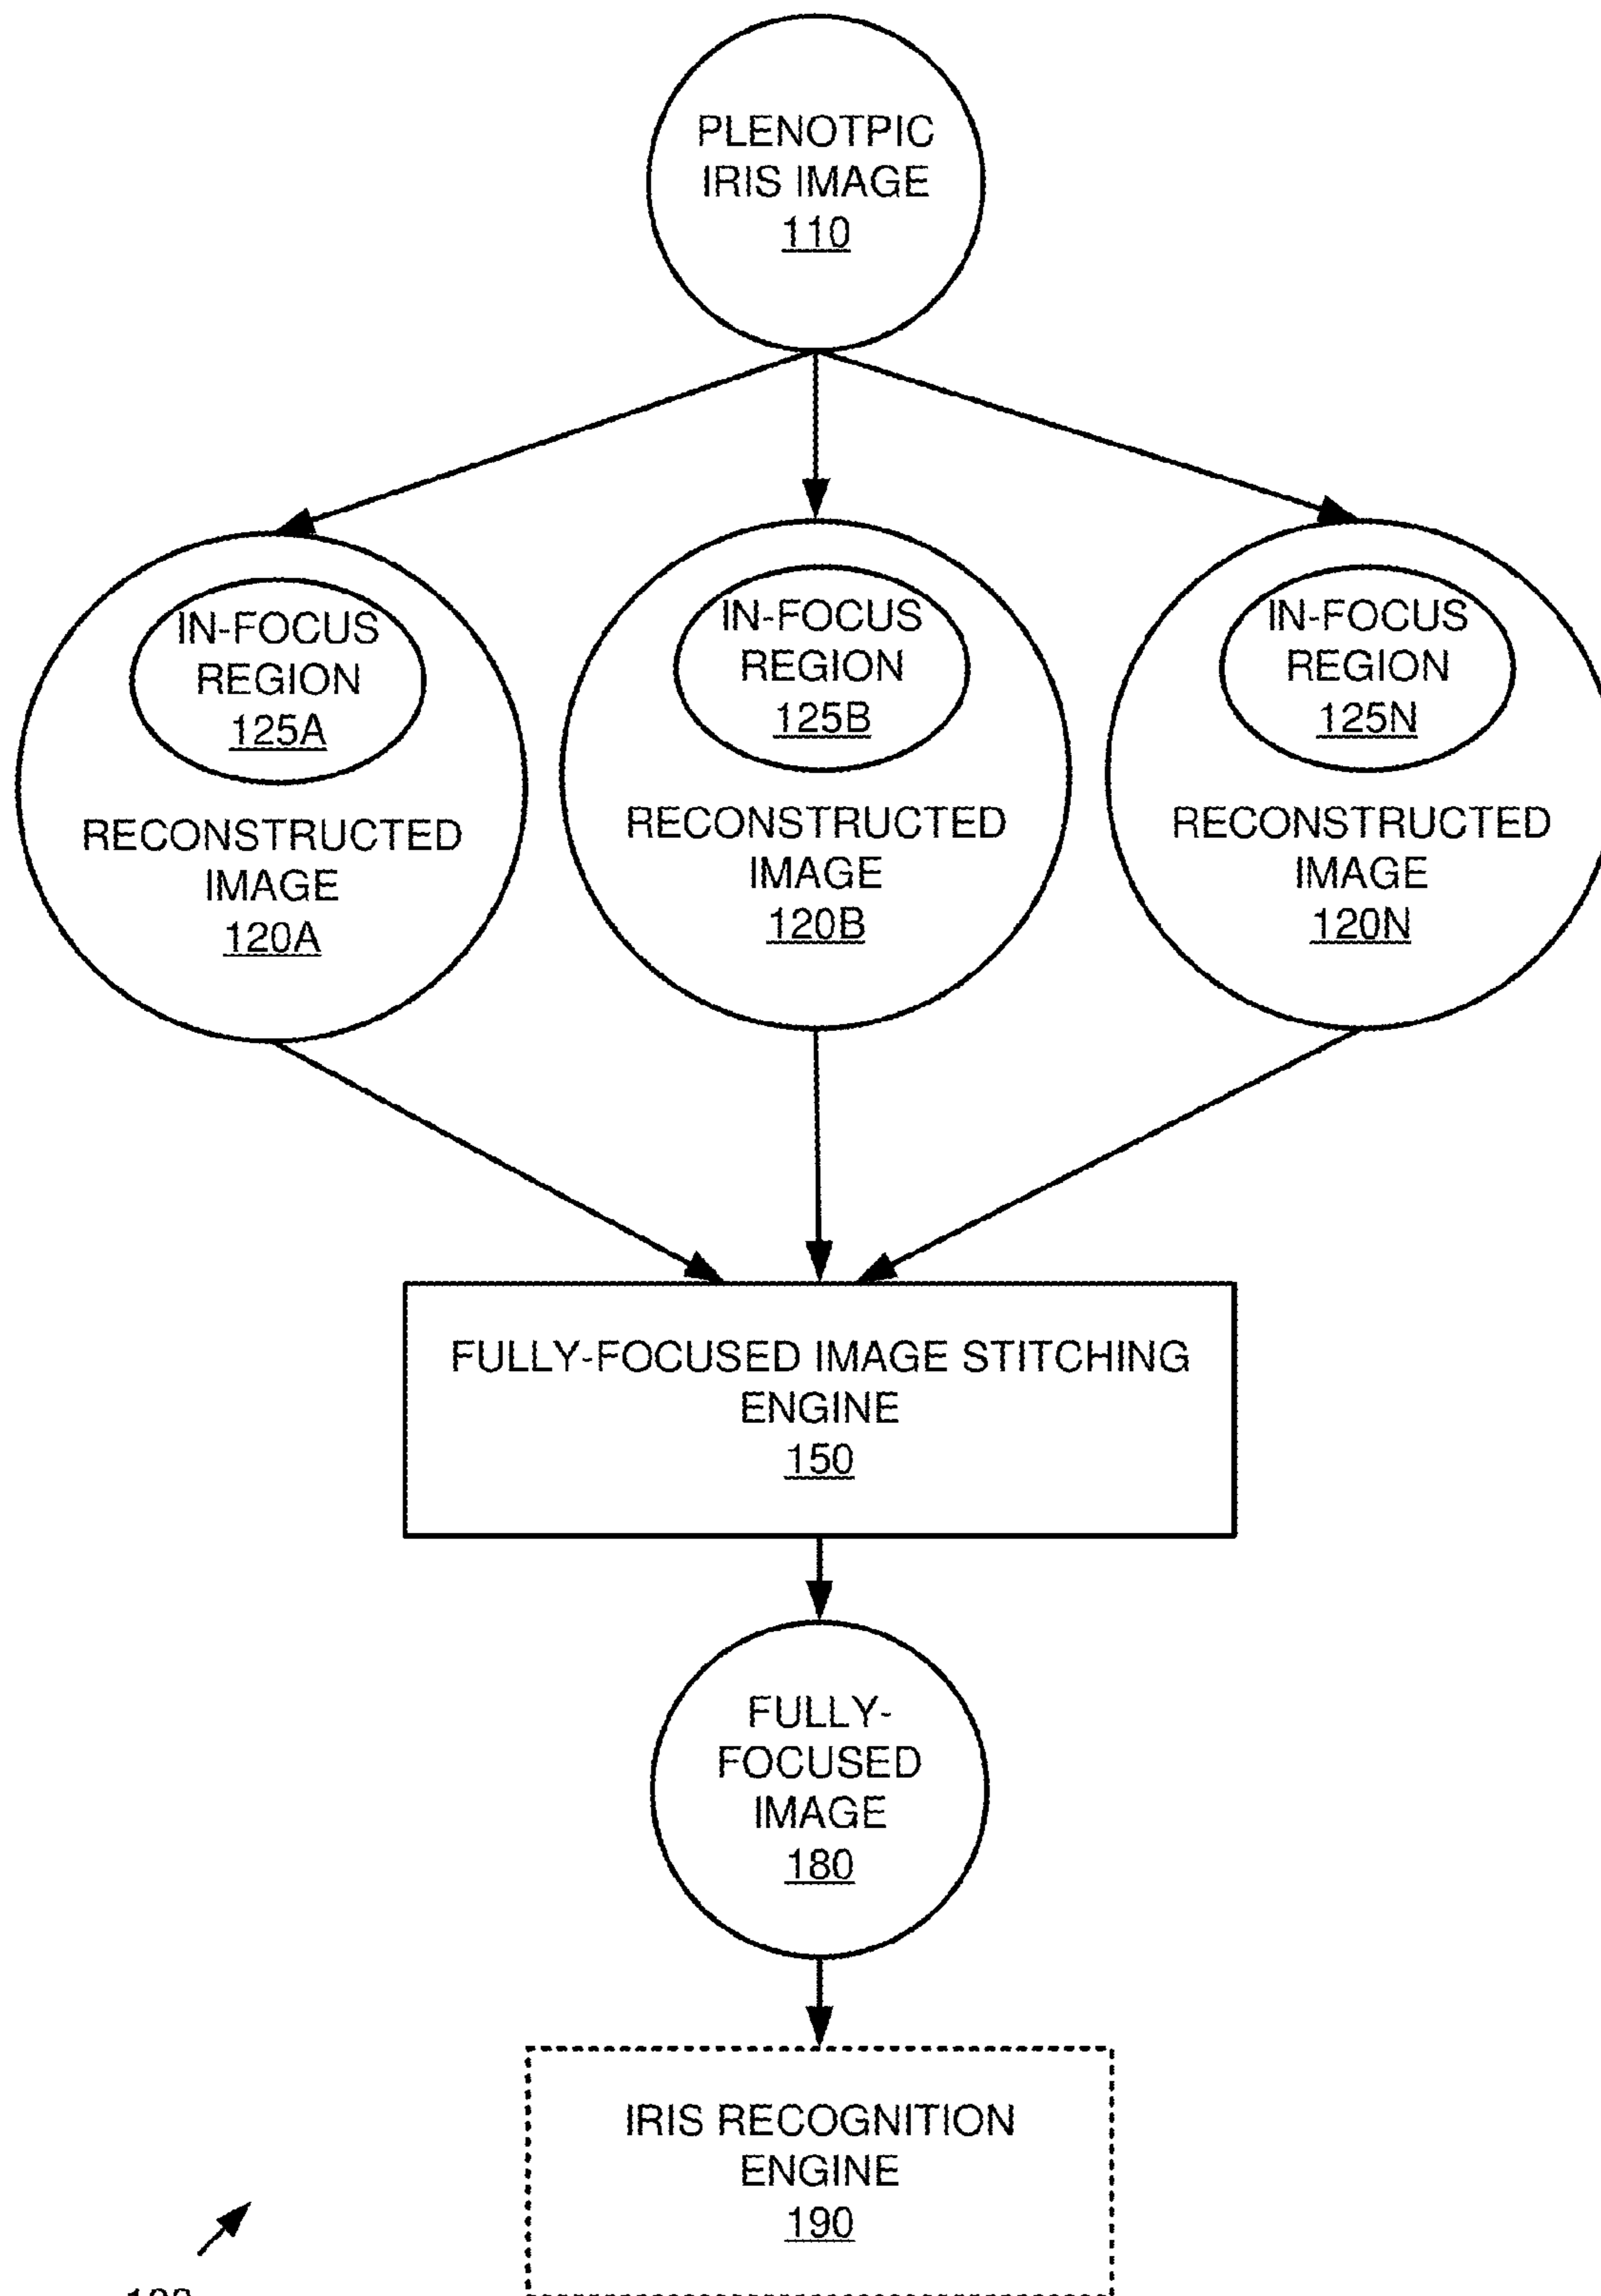 PLENOTPIC
IRIS IMAGE
110
IN-FOCUS
REGION
125A
RECONSTRUCTED
IMAGE
120A
IN-FOCUS
REGION
125B
RECONSTRUCTED
IMAGE
120B
IN-FOCUS
REGION
125N
RECONSTRUCTED
IMAGE
120N
FULLY-FOCUSED IMAGE STITCHING
ENGINE
150
FULLY-
FOCUSED
IMAGE
180
IRIS RECOGNITION
ENGINE
190